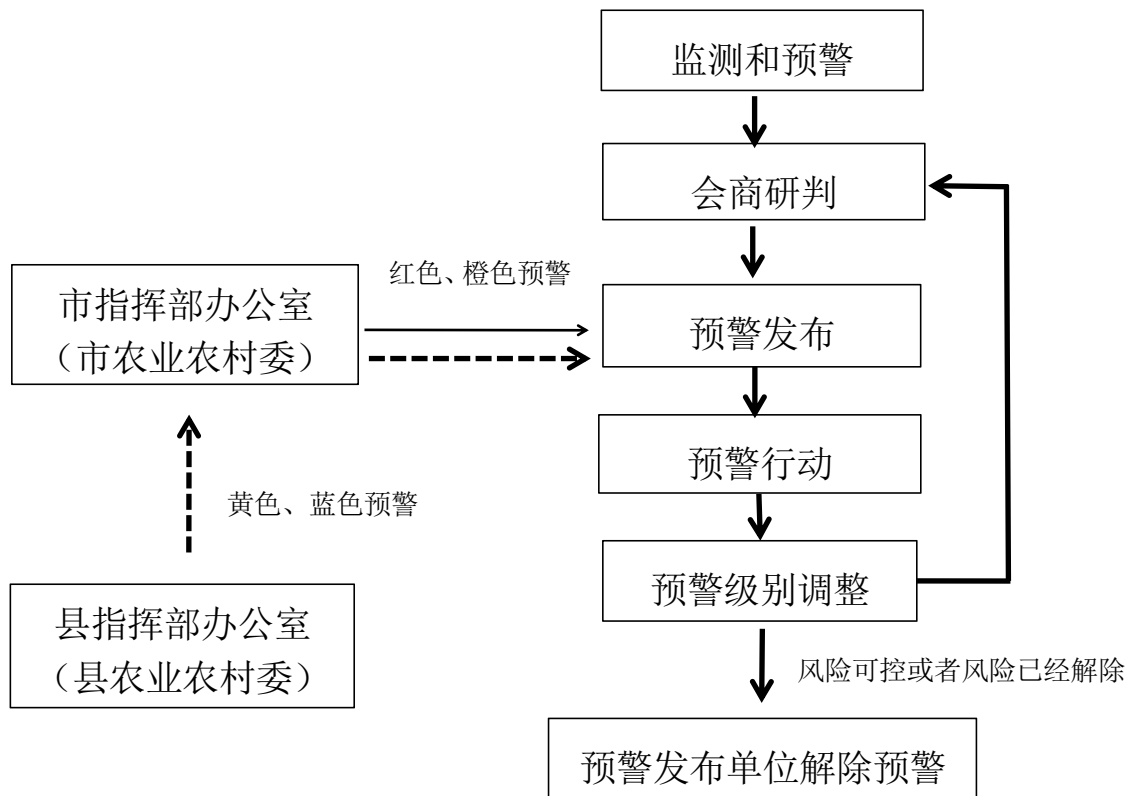 监测和预警
会商研判
红色、橙色预警
市指挥部办公室
（市农业农村委）
预警发布
预警行动
黄色、蓝色预警
预警级别调整
县指挥部办公室
（县农业农村委）
风险可控或者风险已经解除
预警发布单位解除预警